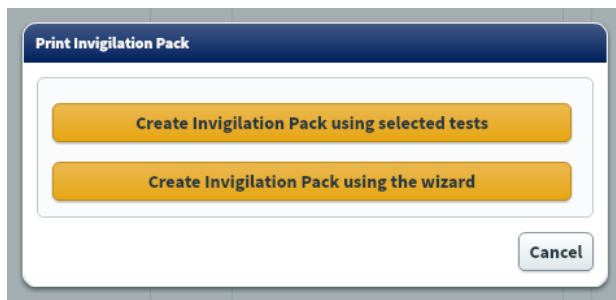 Print Invigilation Pack
Create Invigilation Pack using selected tests
Create Invigilation Pack using the wizard
Cancel